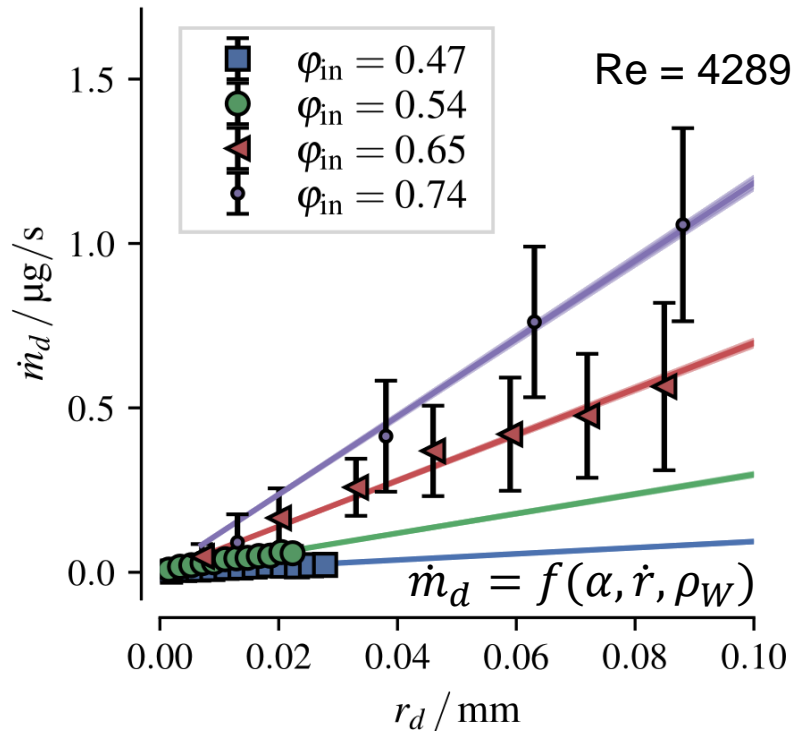 φin = 0.47
φin = 0.54
φin = 0.65
φin = 0.74
Re = 4289
1.5
1.0
0.5
0.0
ṁd / µg/s
ṁd = f(α, ṙ, ρW)
0.00 0.02 0.04 0.06 0.08 0.10
rd / mm